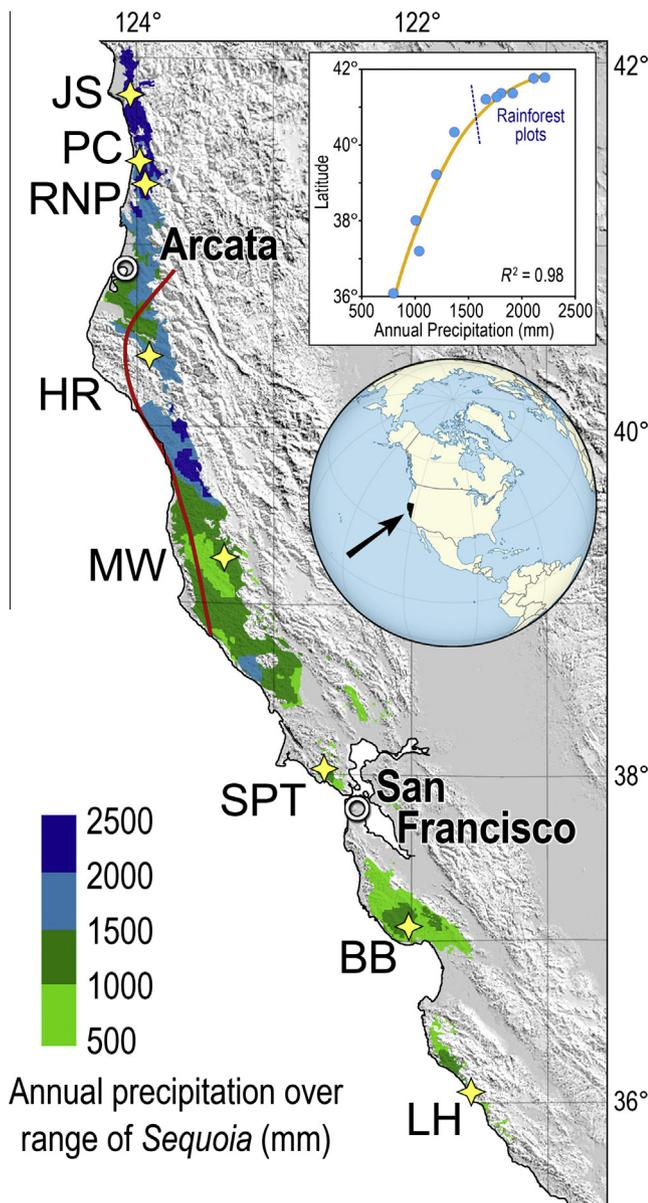 124° 122°
42°
JS
PC
RNP
Arcata
HR
MW
SPT
San
Francisco
BB
LH
40°
38°
36°
42°
40°
38°
36°
Latitude
Rainforest
plots
R² = 0.98
500 1000 1500 2000 2500
Annual Precipitation (mm)
2500
2000
1500
1000
500
Annual precipitation over
range of Sequoia (mm)